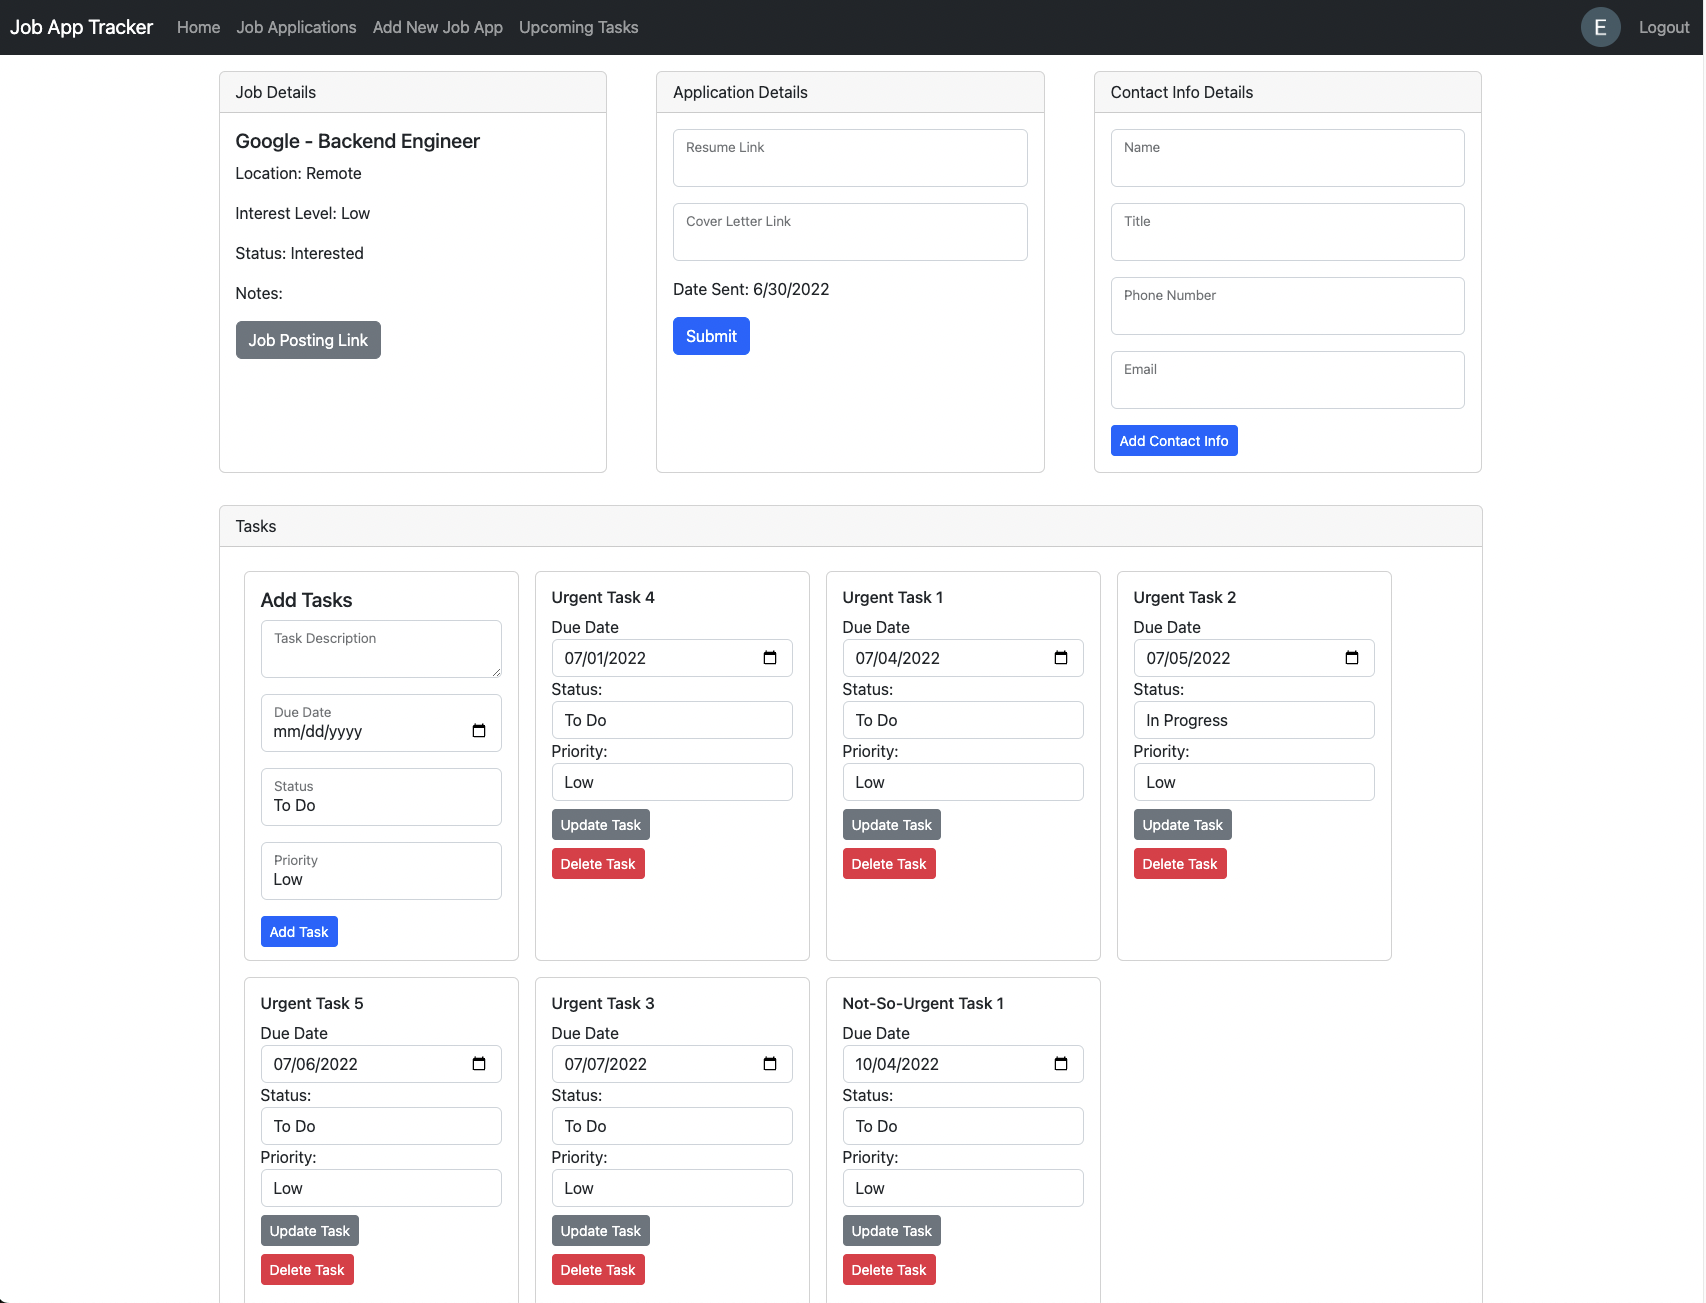 Job App Tracker Home Job Applications Add New Job App Upcoming Tasks E Logout
Job Details
Google - Backend Engineer
Location: Remote
Interest Level: Low
Status: Interested
Notes:
Job Posting Link
Application Details
Resume Link
Cover Letter Link
Date Sent: 6/30/2022
Submit
Contact Info Details
Name
Title
Phone Number
Email
Add Contact Info
Tasks
Add Tasks
Task Description
Due Date
mm/dd/yyyy
Status
To Do
Priority
Low
Add Task
Urgent Task 4
Due Date
07/01/2022
Status:
To Do
Priority:
Low
Update Task
Delete Task
Urgent Task 1
Due Date
07/04/2022
Status:
To Do
Priority:
Low
Update Task
Delete Task
Urgent Task 2
Due Date
07/05/2022
Status:
In Progress
Priority:
Low
Update Task
Delete Task
Urgent Task 5
Due Date
07/06/2022
Status:
To Do
Priority:
Low
Update Task
Delete Task
Urgent Task 3
Due Date
07/07/2022
Status:
To Do
Priority:
Low
Update Task
Delete Task
Not-So-Urgent Task 1
Due Date
10/04/2022
Status:
To Do
Priority:
Low
Update Task
Delete Task